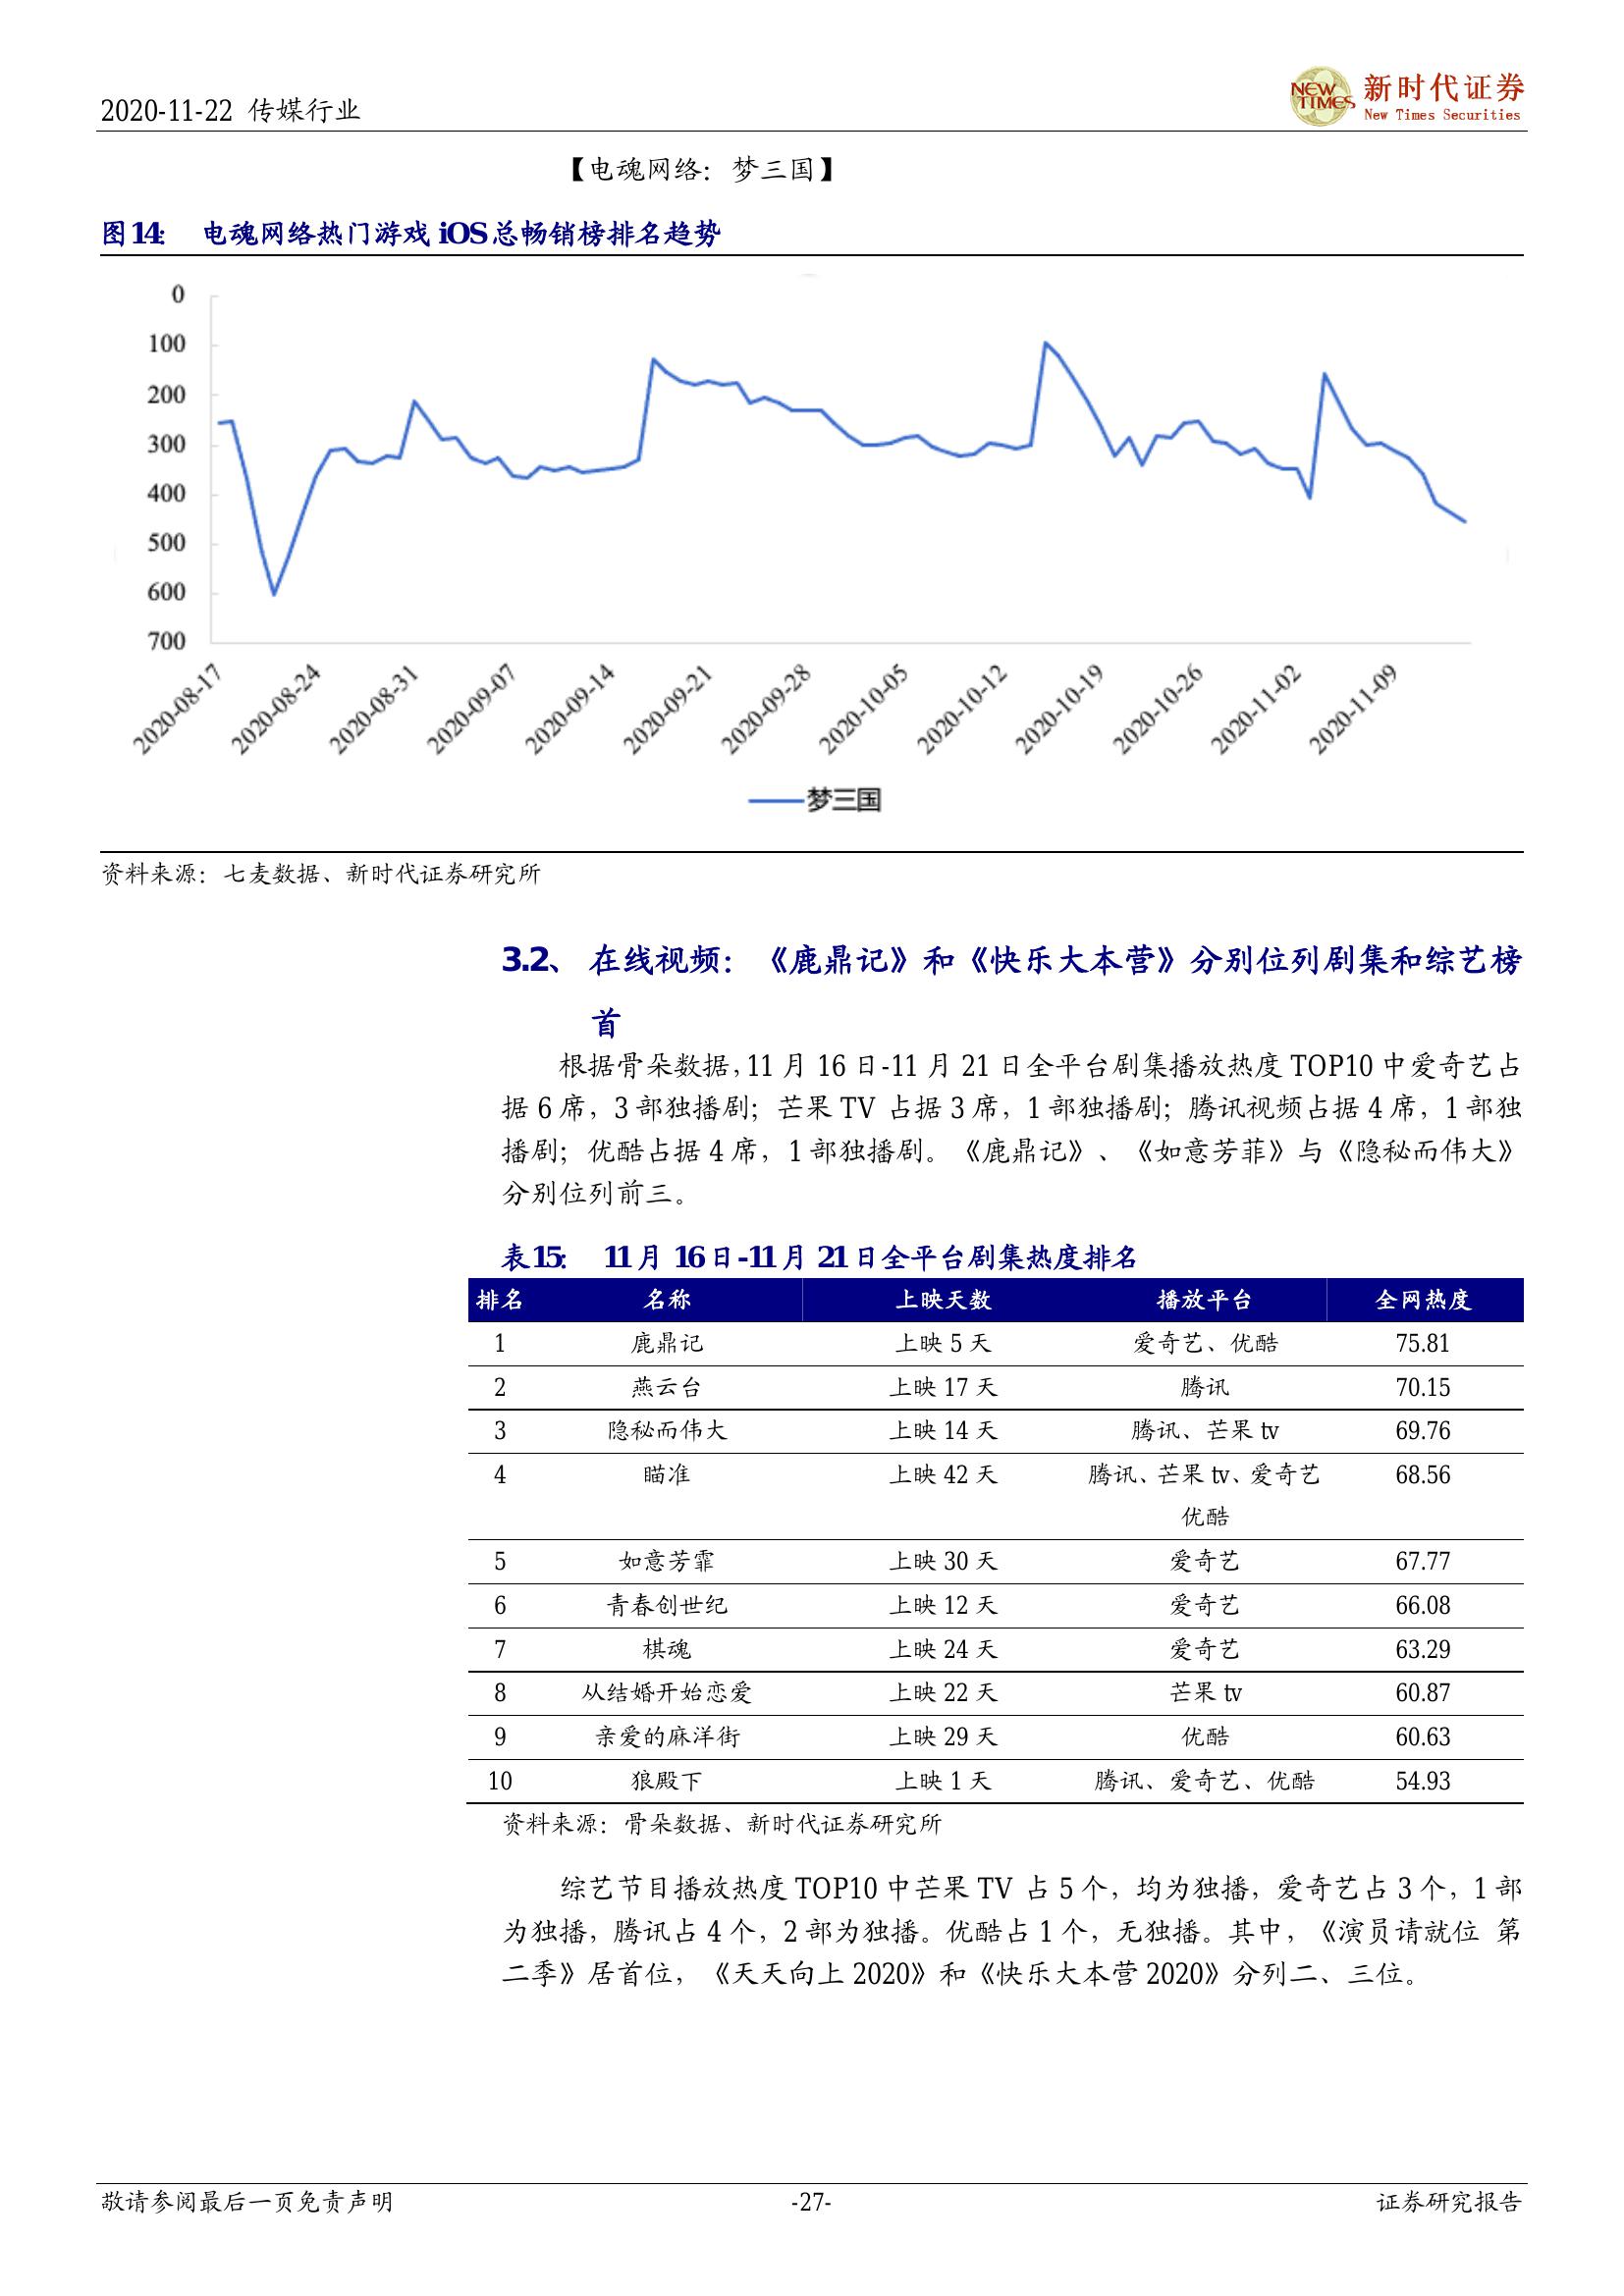 2020-11-22 传媒行业
NEW TIMES 新时代证券
New Times Securities
【电魂网络：梦三国】
图14： 电魂网络热门游戏 iOS 总畅销榜排名趋势
0
100
200
300
400
500
600
700
2020-08-17 2020-08-24 2020-08-31 2020-09-07 2020-09-14 2020-09-21 2020-09-28 2020-10-05 2020-10-12 2020-10-19 2020-10-26 2020-11-02 2020-11-09
梦三国
资料来源：七麦数据、新时代证券研究所
3.2、 在线视频：《鹿鼎记》和《快乐大本营》分别位列剧集和综艺榜
首
根据骨朵数据，11 月 16 日-11 月 21 日全平台剧集播放热度 TOP10 中爱奇艺占
据 6 席，3 部独播剧；芒果 TV 占据 3 席，1 部独播剧；腾讯视频占据 4 席，1 部独
播剧；优酷占据 4 席，1 部独播剧。《鹿鼎记》、《如意芳菲》与《隐秘而伟大》
分别位列前三。
表15： 11 月 16 日-11 月 21 日全平台剧集热度排名
排名 名称 上映天数 播放平台 全网热度
1 鹿鼎记 上映 5 天 爱奇艺、优酷 75.81
2 燕云台 上映 17 天 腾讯 70.15
3 隐秘而伟大 上映 14 天 腾讯、芒果 tv 69.76
4 瞄准 上映 42 天 腾讯、芒果 tv、爱奇艺 68.56
优酷
5 如意芳霏 上映 30 天 爱奇艺 67.77
6 青春创世纪 上映 12 天 爱奇艺 66.08
7 棋魂 上映 24 天 爱奇艺 63.29
8 从结婚开始恋爱 上映 22 天 芒果 tv 60.87
9 亲爱的麻洋街 上映 29 天 优酷 60.63
10 狼殿下 上映 1 天 腾讯、爱奇艺、优酷 54.93
资料来源：骨朵数据、新时代证券研究所
综艺节目播放热度 TOP10 中芒果 TV 占 5 个，均为独播，爱奇艺占 3 个，1 部
为独播，腾讯占 4 个，2 部为独播。优酷占 1 个，无独播。其中，《演员请就位 第
二季》居首位，《天天向上 2020》和《快乐大本营 2020》分列二、三位。
敬请参阅最后一页免责声明 -27- 证券研究报告